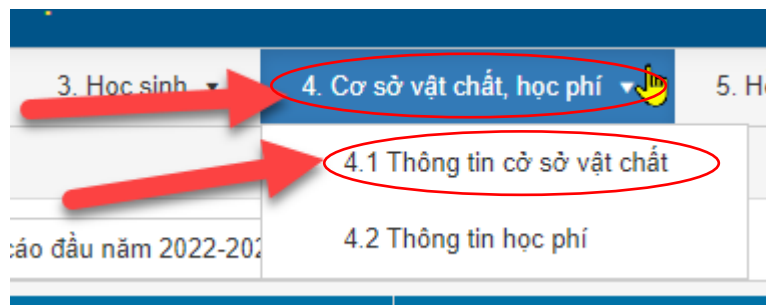 3. Học sinh
4. Cơ sở vật chất, học phí
5.
4.1 Thông tin cở sở vật chất
4.2 Thông tin học phí
cáo đầu năm 2022-202